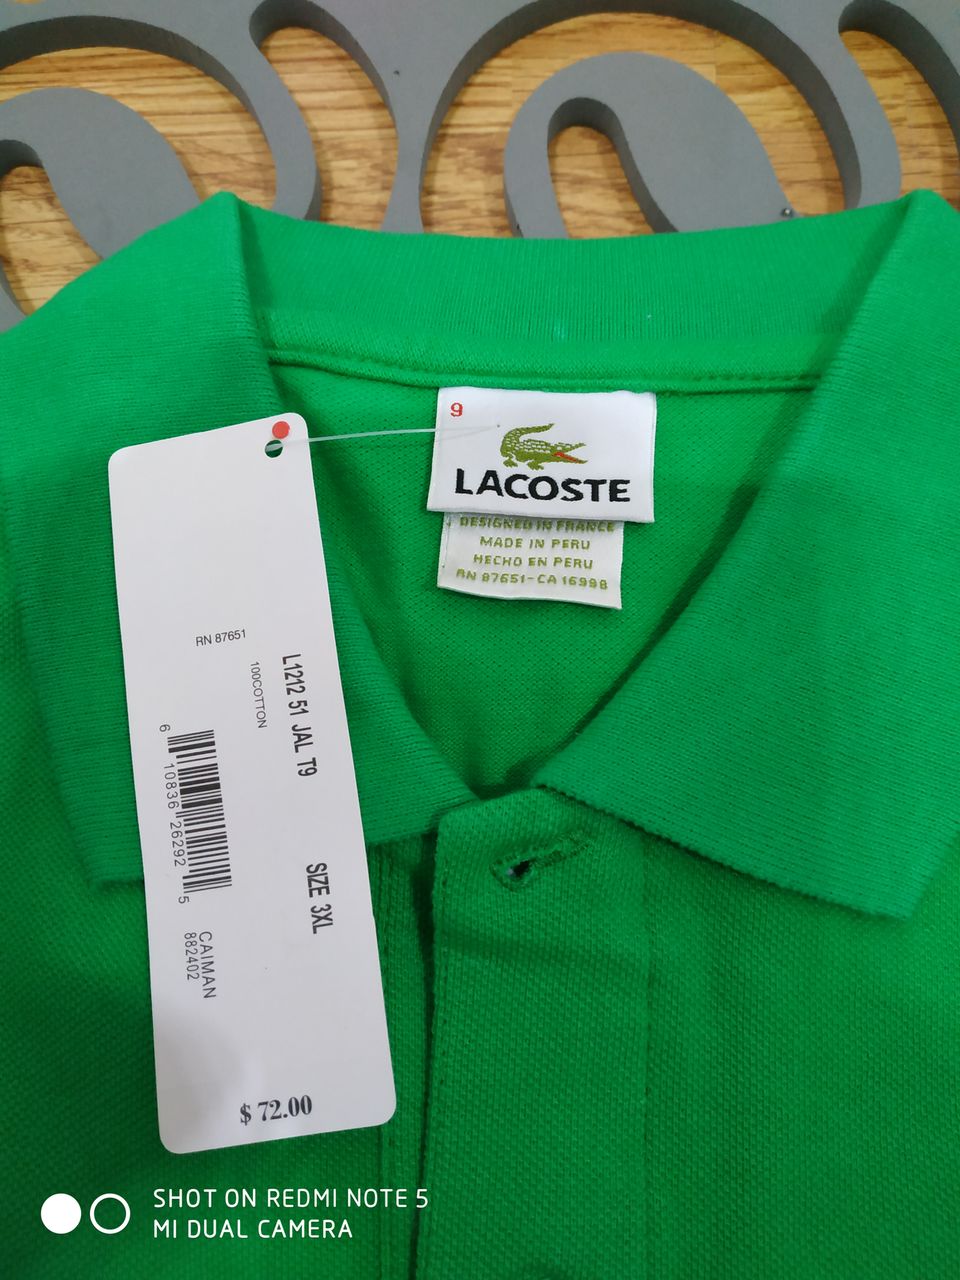 9
LACOSTE
DESIGNED IN FRANCE
MADE IN PERU
HECHO EN PERU
RN 87651-CA 16998
RN 87651
L1212 51 JAL T9
100COTTON
SIZE 3XL
6 10836 26292 5
CAIMAN
882402
$ 72.00
SHOT ON REDMI NOTE 5
MI DUAL CAMERA